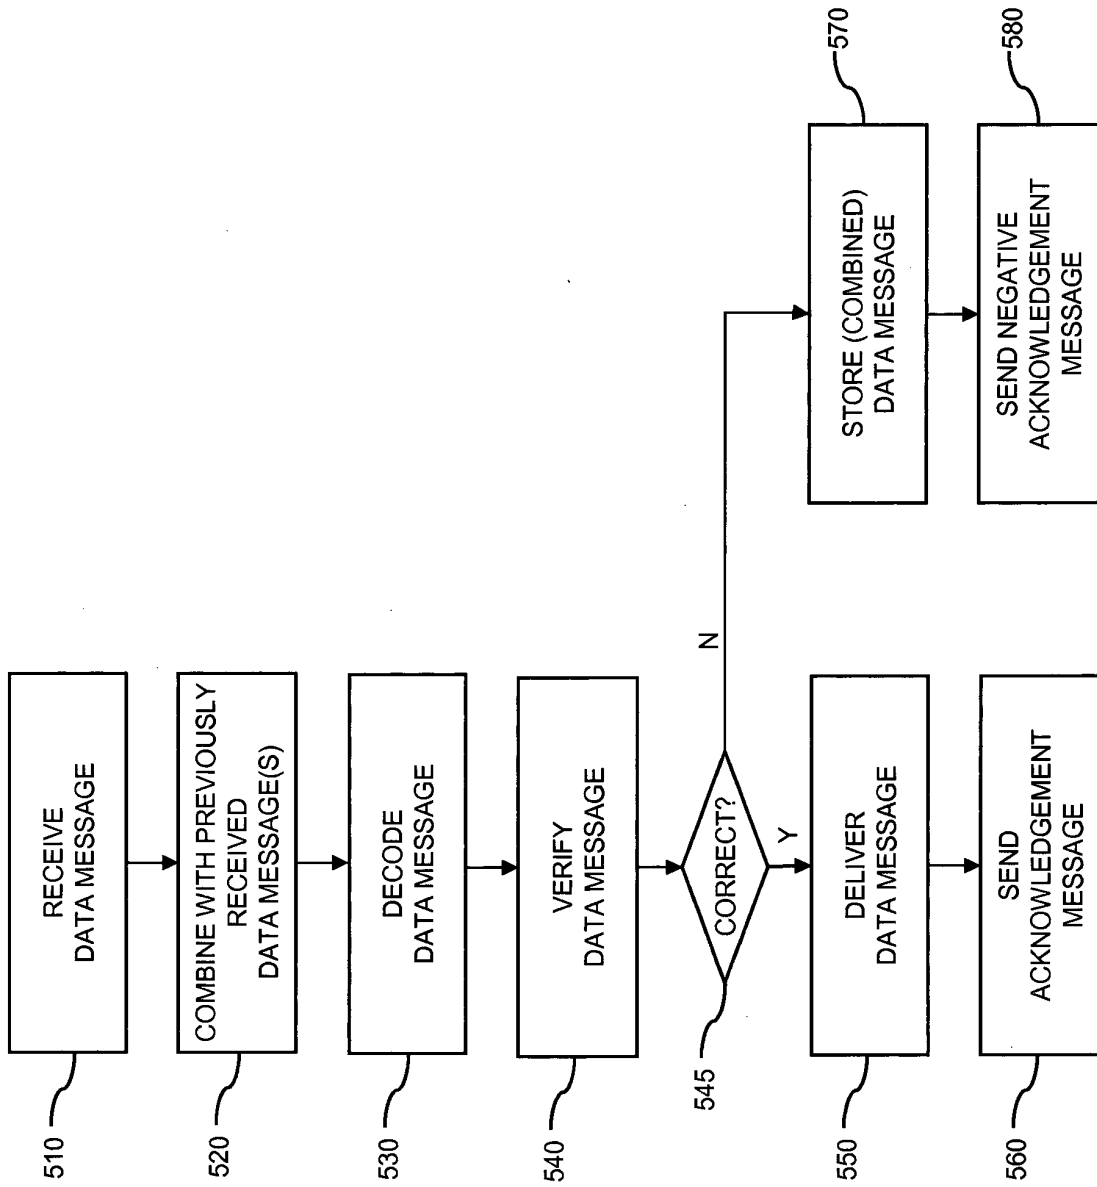 510
RECEIVE
DATA MESSAGE
520
COMBINE WITH PREVIOUSLY
RECEIVED
DATA MESSAGE(S)
530
DECODE
DATA MESSAGE
540
VERIFY
DATA MESSAGE
545
CORRECT?
N
Y
550
DELIVER
DATA MESSAGE
560
SEND
ACKNOWLEDGEMENT
MESSAGE
570
STORE (COMBINED)
DATA MESSAGE
580
SEND NEGATIVE
ACKNOWLEDGEMENT
MESSAGE